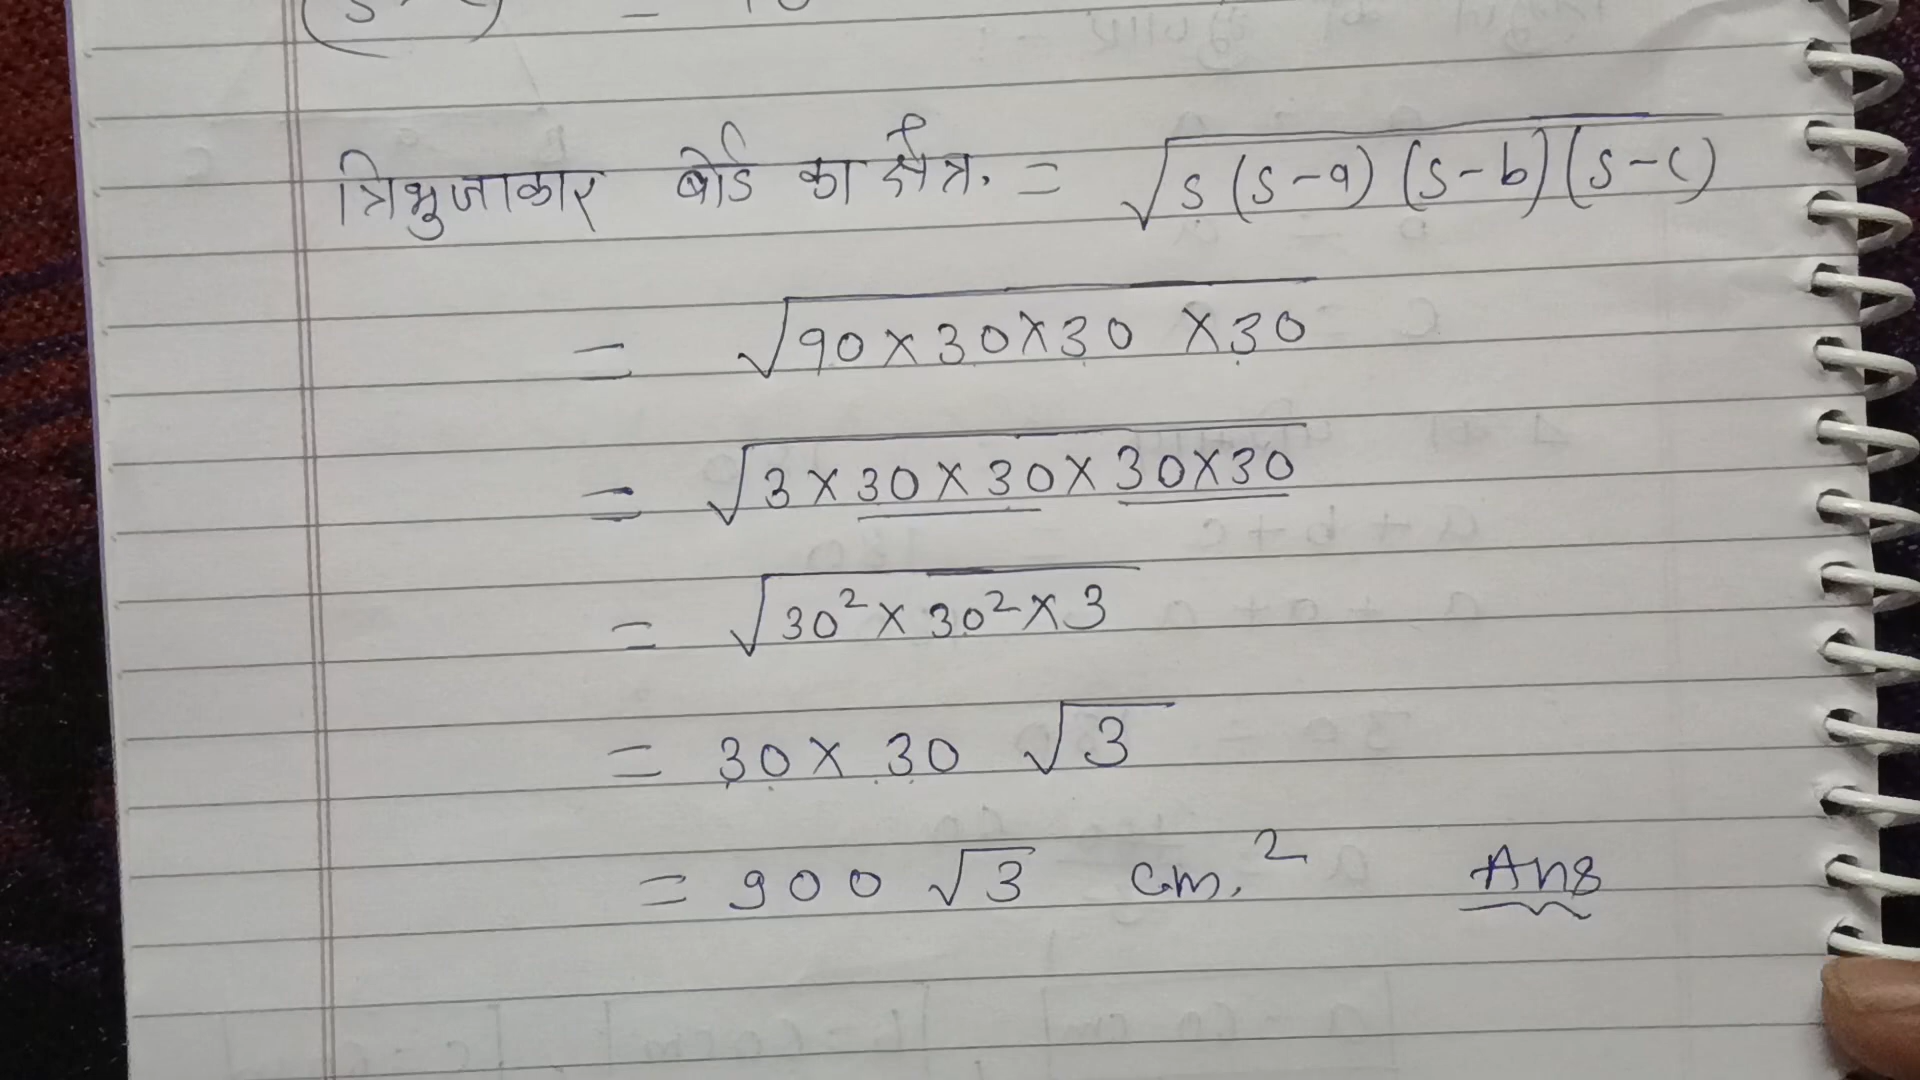 त्रिभुजाकार बोर्ड का क्षेत्र. = √s(s-a)(s-b)(s-c)
= √90×30×30×30
= √3×30×30×30×30
= √30²×30²×3
= 30×30 √3
= 900 √3 cm.² Ans